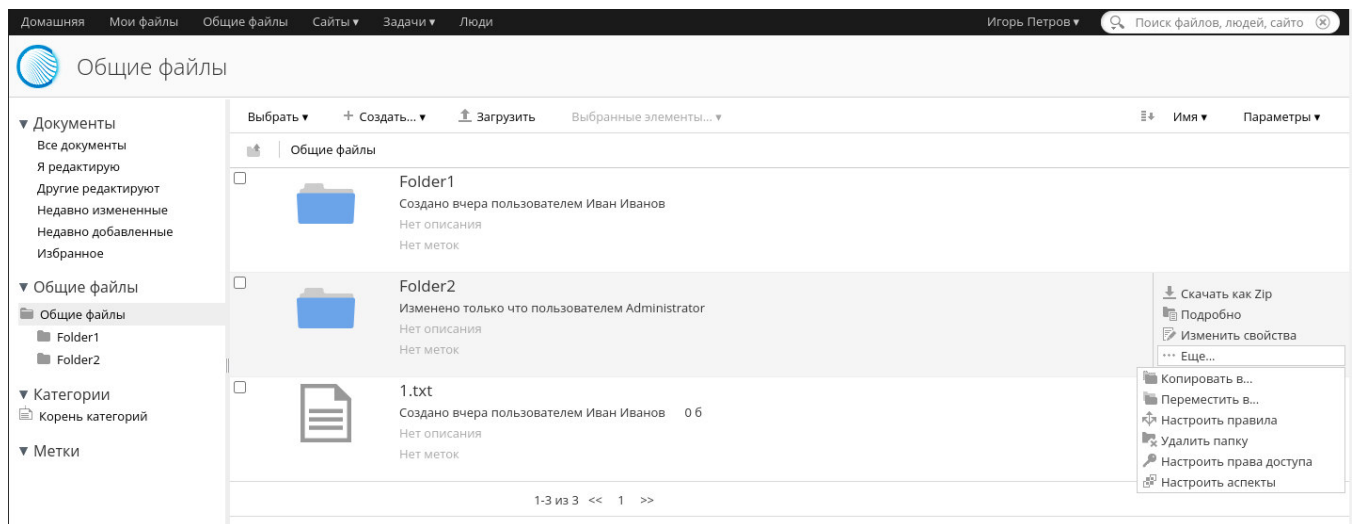 Домашняя Мои файлы Общие файлы Сайты ▾ Задачи ▾ Люди Игорь Петров ▾ Поиск файлов, людей, сайто
Общие файлы
▼ Документы
Все документы
Я редактирую
Другие редактируют
Недавно измененные
Недавно добавленные
Избранное
▼ Общие файлы
Общие файлы
Folder1
Folder2
▼ Категории
Корень категорий
▼ Метки
Выбрать ▾ + Создать... ▾ Загрузить Выбранные элементы... ▾ Имя ▾ Параметры ▾
Общие файлы
Folder1
Создано вчера пользователем Иван Иванов
Нет описания
Нет меток
Folder2
Изменено только что пользователем Administrator
Нет описания
Нет меток
Скачать как Zip
Подробно
Изменить свойства
··· Еще...
Копировать в...
Переместить в...
Настроить правила
Удалить папку
Настроить права доступа
Настроить аспекты
1.txt
Создано вчера пользователем Иван Иванов 0 б
Нет описания
Нет меток
1-3 из 3 << 1 >>